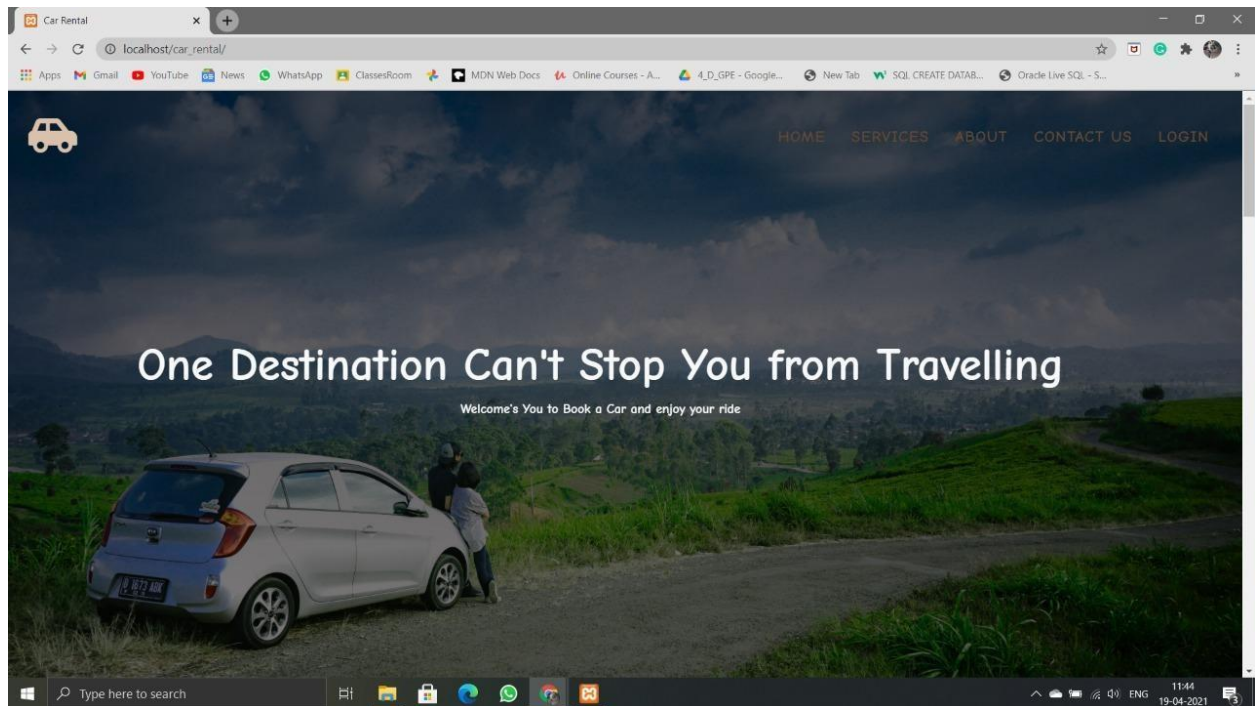 Car Rental
localhost/car_rental/
Apps Gmail YouTube News WhatsApp ClassesRoom MDN Web Docs Online Courses - A... 4_D_GPE - Google... New Tab SQL CREATE DATAB... Oracle Live SQL - S... »
HOME SERVICES ABOUT CONTACT US LOGIN
One Destination Can't Stop You from Travelling
Welcome's You to Book a Car and enjoy your ride
1673 ABK
Type here to search
ENG
11:44
19-04-2021
3